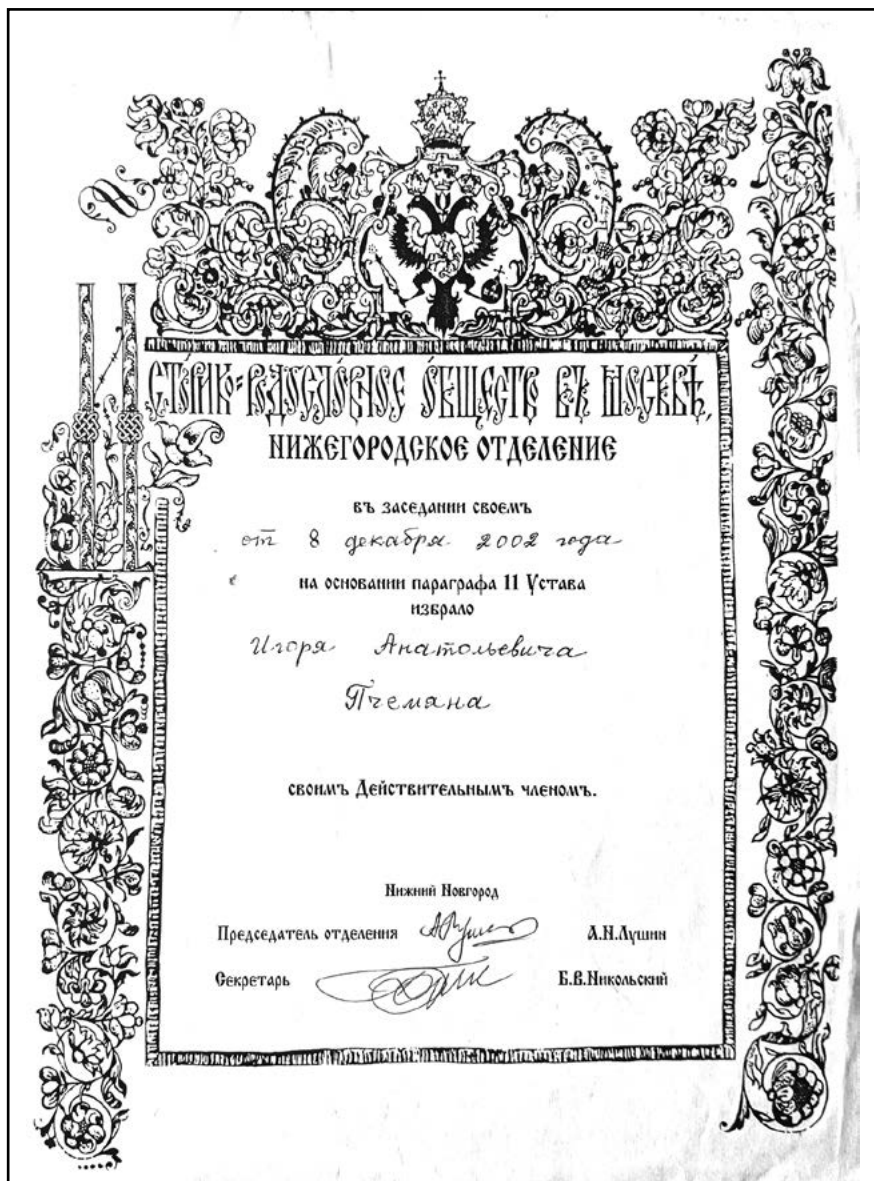 ИСТОРИКО-РОДОСЛОВНОЕ ОБЩЕСТВО ВЪ МОСКВѢ,
НИЖЕГОРОДСКОЕ ОТДЕЛЕНИЕ
въ заседании своемъ
от 8 декабря 2002 года
на основании параграфа 11 Устава
избрало
Игоря Анатольевича
Пчемяна
своимъ Действительнымъ членомъ.
Нижний Новгород
Председатель отделения А.Н.Лушин
Секретарь Б.В.Никольский